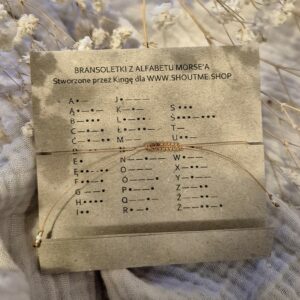 BRANSOLETKI Z ALFABETU MORSE'A
Stworzone przez Kingę dla WWW.SHOUTME.SHOP
A •— J •———
Ą •—•— K —•— S •••
B —••• L •—•• Ś •••—•••
C —•—• Ł •—••— T —
Ć —•—•• M —— U ••—
N —• W •——
E • X —••—
Ę ••—•• O ——— Y —•——
F ••—• Ó ———• Z ——••
G ——• P •——•
H •••• Q ——•—
I •• R •—•